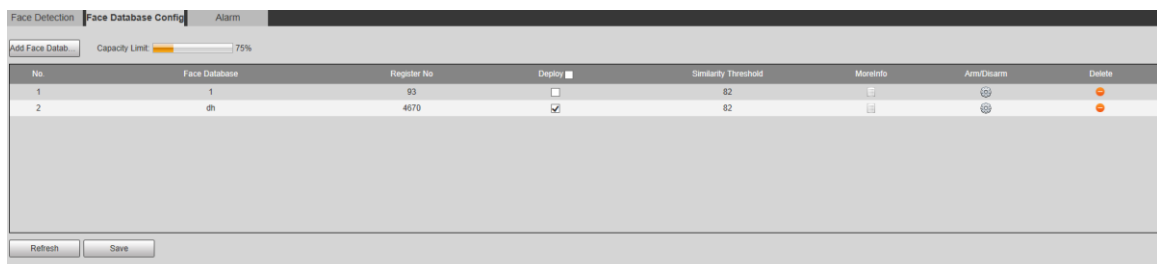 Face Detection Face Database Config Alarm
Add Face Datab... Capacity Limit: 75%
No. Face Database Register No Deploy Similarity Threshold MoreInfo Arm/Disarm Delete
1 1 93 82
2 dh 4670 82
Refresh Save